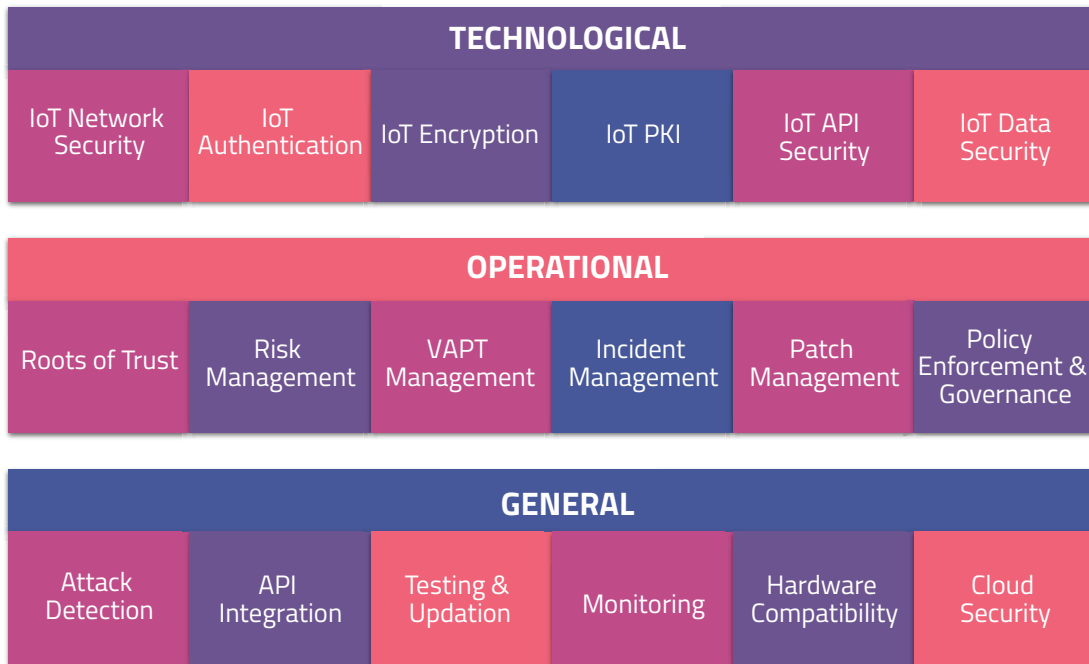 TECHNOLOGICAL
IoT Network
Security
IoT
Authentication
IoT Encryption
IoT PKI
IoT API
Security
IoT Data
Security
OPERATIONAL
Roots of Trust
Risk
Management
VAPT
Management
Incident
Management
Patch
Management
Policy
Enforcement &
Governance
GENERAL
Attack
Detection
API
Integration
Testing &
Updation
Monitoring
Hardware
Compatibility
Cloud
Security